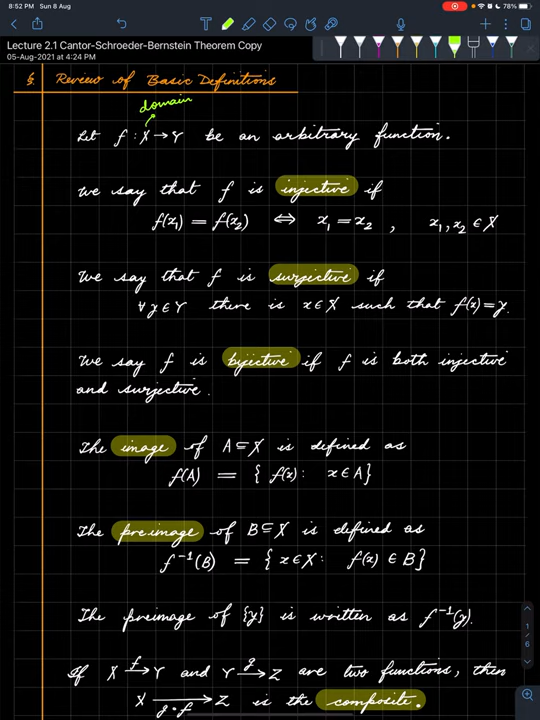 8:52 PM Sun 8 Aug
78%
Lecture 2.1 Cantor-Schroeder-Bernstein Theorem Copy
05-Aug-2021 at 4:24 PM
§. Review of Basic Definitions
domain
Let f : X → Y be an arbitrary function.
We say that f is injective if
f(x₁) = f(x₂) ⇔ x₁ = x₂ , x₁, x₂ ∈ X
We say that f is surjective if
∀ y ∈ Y there is x ∈ X such that f(x) = y.
We say f is bijective if f is both injective
and surjective.
The image of A ⊆ X is defined as
f(A) = { f(x) : x ∈ A }
The preimage of B ⊆ X is defined as
f⁻¹(B) = { x ∈ X : f(x) ∈ B }
The preimage of {y} is written as f⁻¹(y).
If X →f Y and Y →g Z are two functions, then
X →g∘f Z is the composite.
1
6